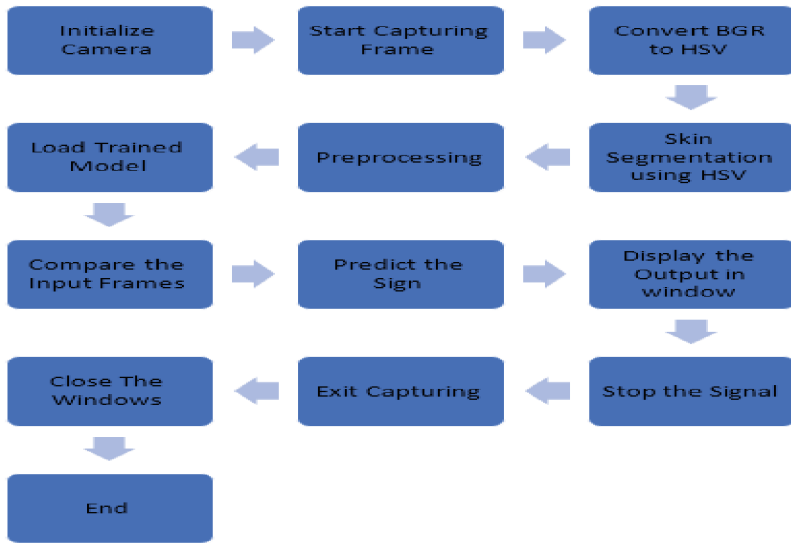 Initialize
Camera
Start Capturing
Frame
Convert BGR
to HSV
Skin
Segmentation
using HSV
Preprocessing
Load Trained
Model
Compare the
Input Frames
Predict the
Sign
Display the
Output in
window
Stop the Signal
Exit Capturing
Close The
Windows
End